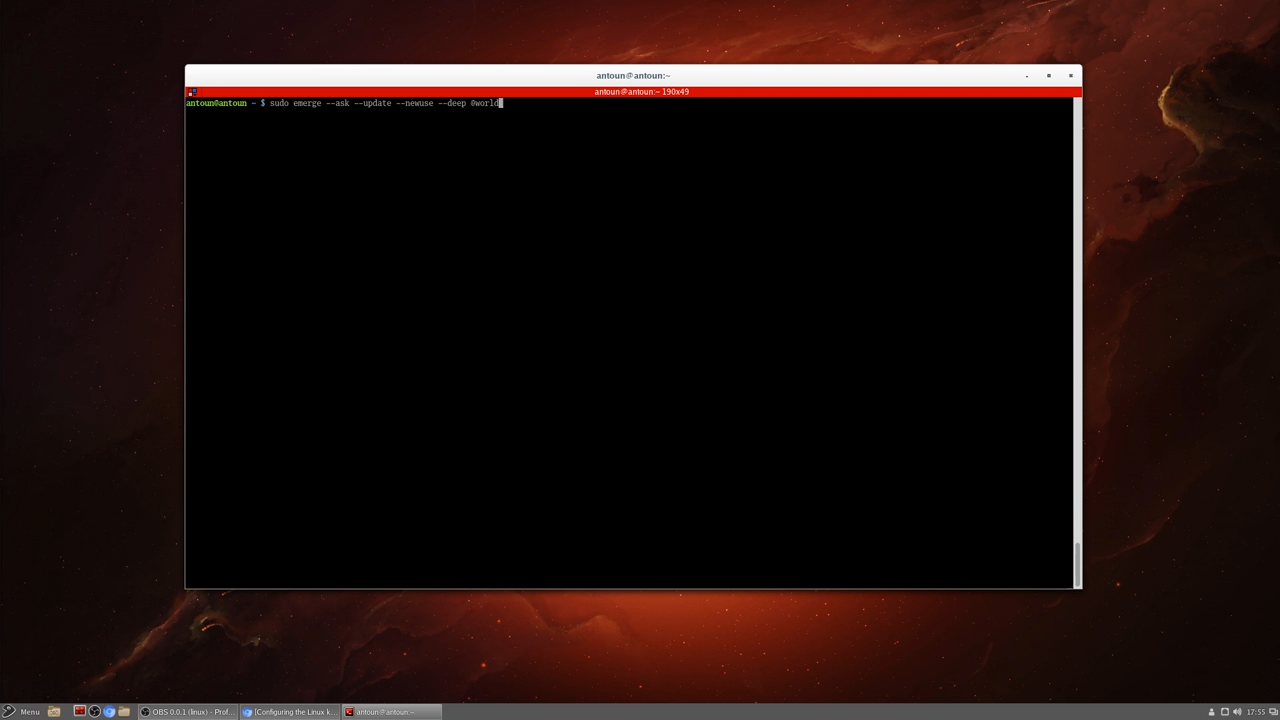 antoun@antoun:~
antoun@antoun:~ 190x49
antoun@antoun ~ $ sudo emerge --ask --update --newuse --deep @world
Menu
OBS 0.0.1 (linux) - Prof...
[Configuring the Linux k...
antoun@antoun:~
17:55